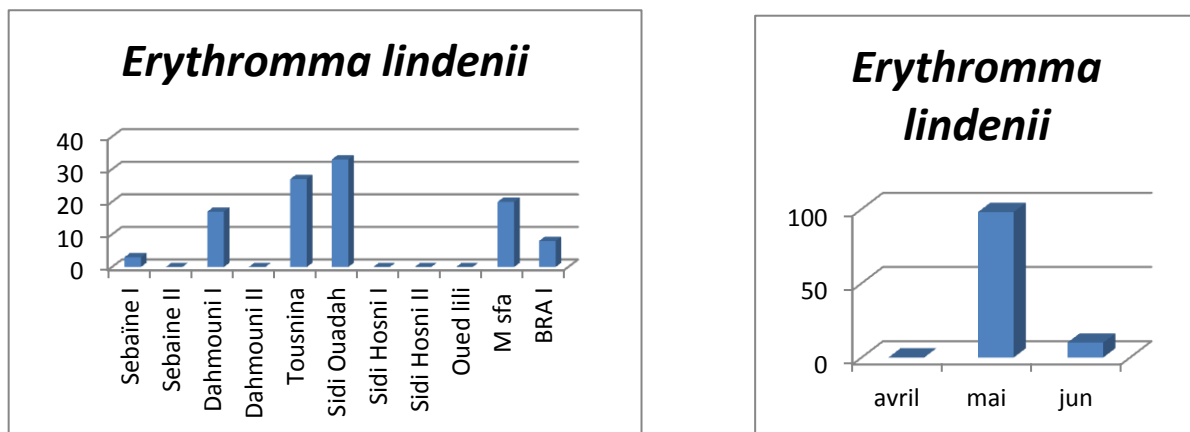 Erythromma lindenii
40
30
20
10
0
Sebaïne I
Sebaine II
Dahmouni I
Dahmouni II
Tousnina
Sidi Ouadah
Sidi Hosni I
Sidi Hosni II
Oued lili
M sfa
BRA I
Erythromma
lindenii
100
50
0
avril mai jun